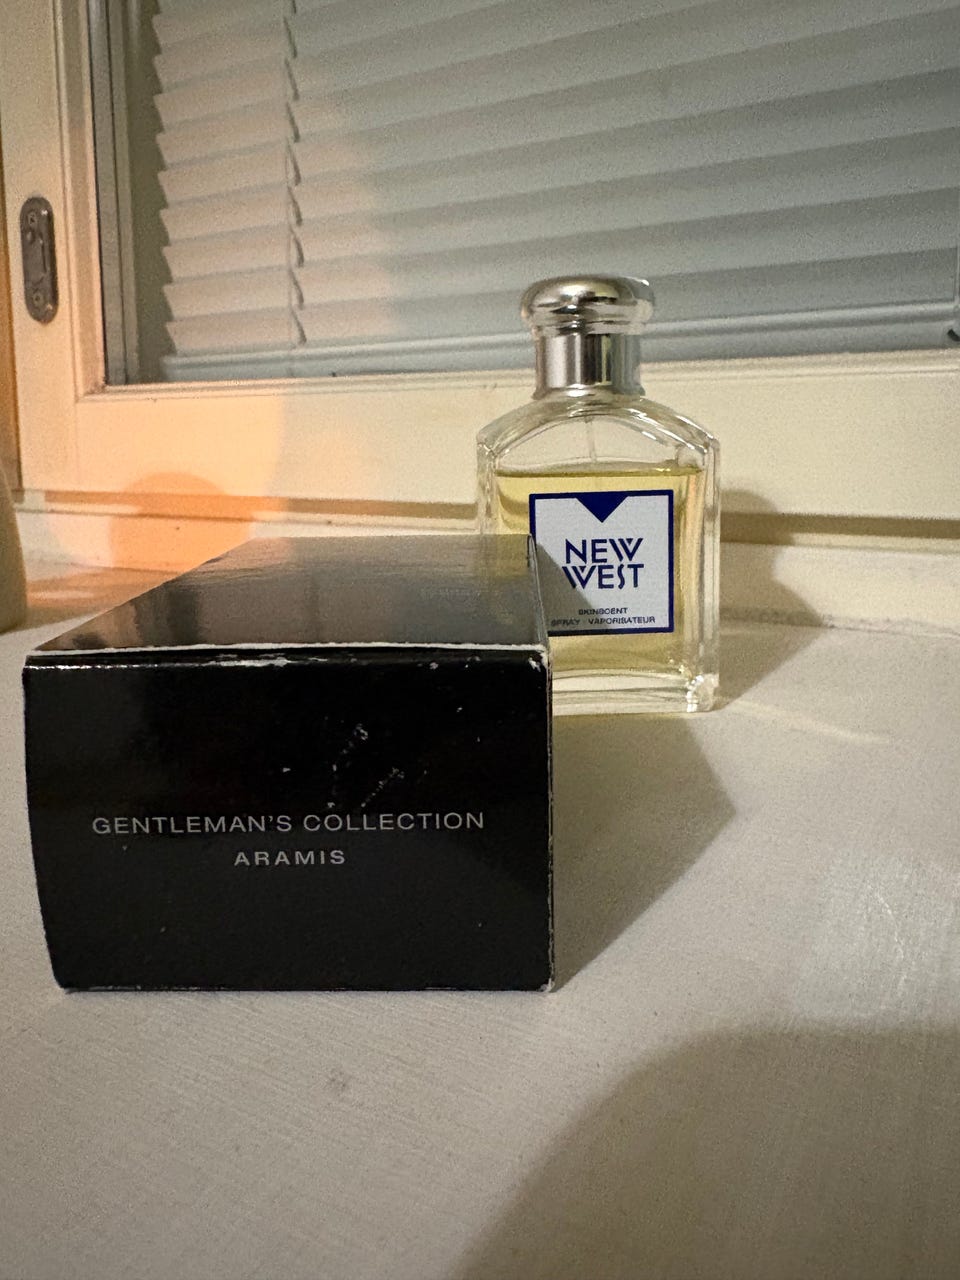 NEW
WEST
SKINSCENT
SPRAY · VAPORISATEUR
GENTLEMAN'S COLLECTION
ARAMIS